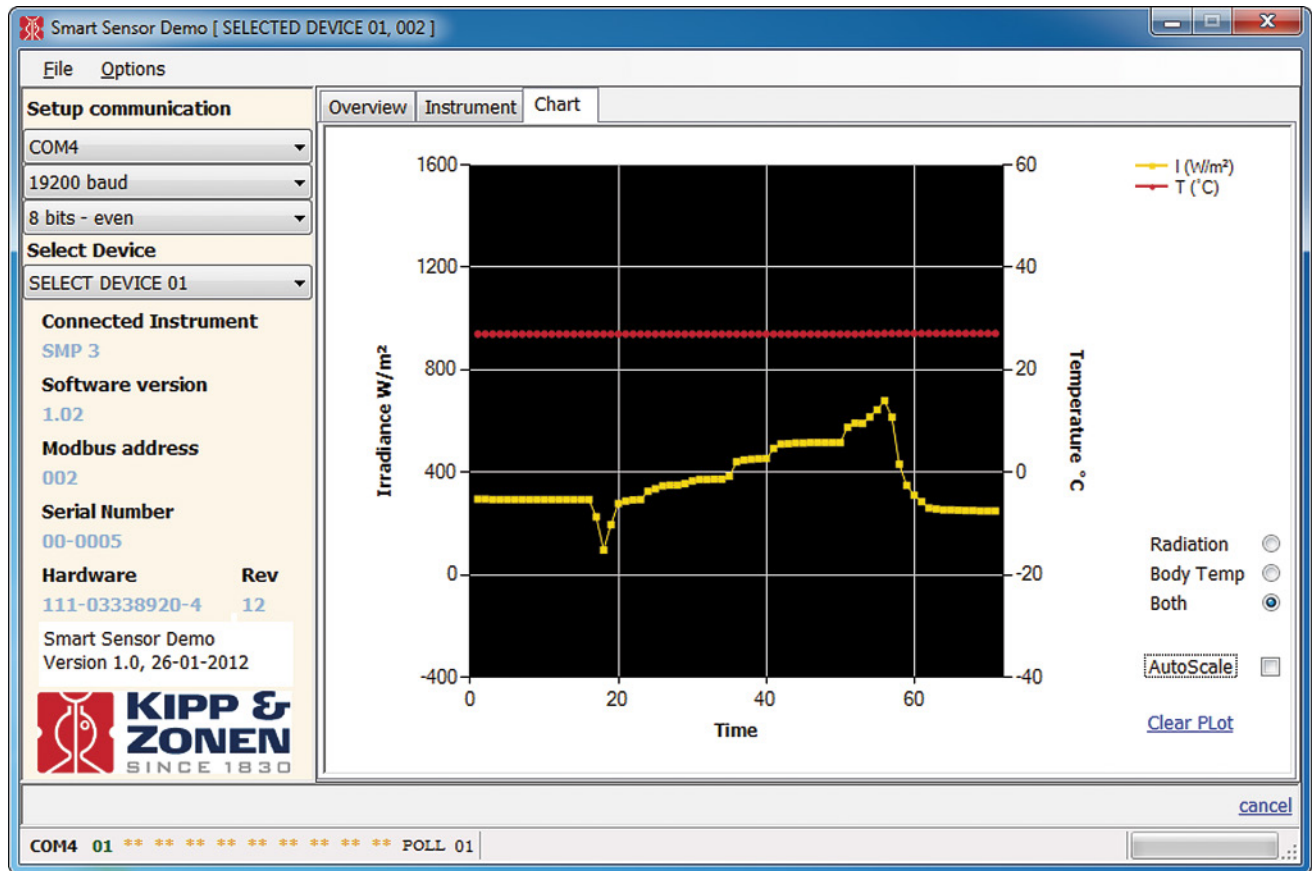 Smart Sensor Demo [ SELECTED DEVICE 01, 002 ]
File Options
Setup communication
COM4
19200 baud
8 bits - even
Select Device
SELECT DEVICE 01
Connected Instrument
SMP 3
Software version
1.02
Modbus address
002
Serial Number
00-0005
Hardware Rev
111-03338920-4 12
Smart Sensor Demo
Version 1.0, 26-01-2012
KIPP &
ZONEN
SINCE 1830
Overview Instrument Chart
1600
1200
800
400
0
-400
Irradiance W/m²
0 20 40 60
Time
60
40
20
0
-20
-40
Temperature °C
I (W/m²)
T (°C)
Radiation
Body Temp
Both
AutoScale
Clear PLot
cancel
COM4 01 ** ** ** ** ** ** ** ** ** POLL 01